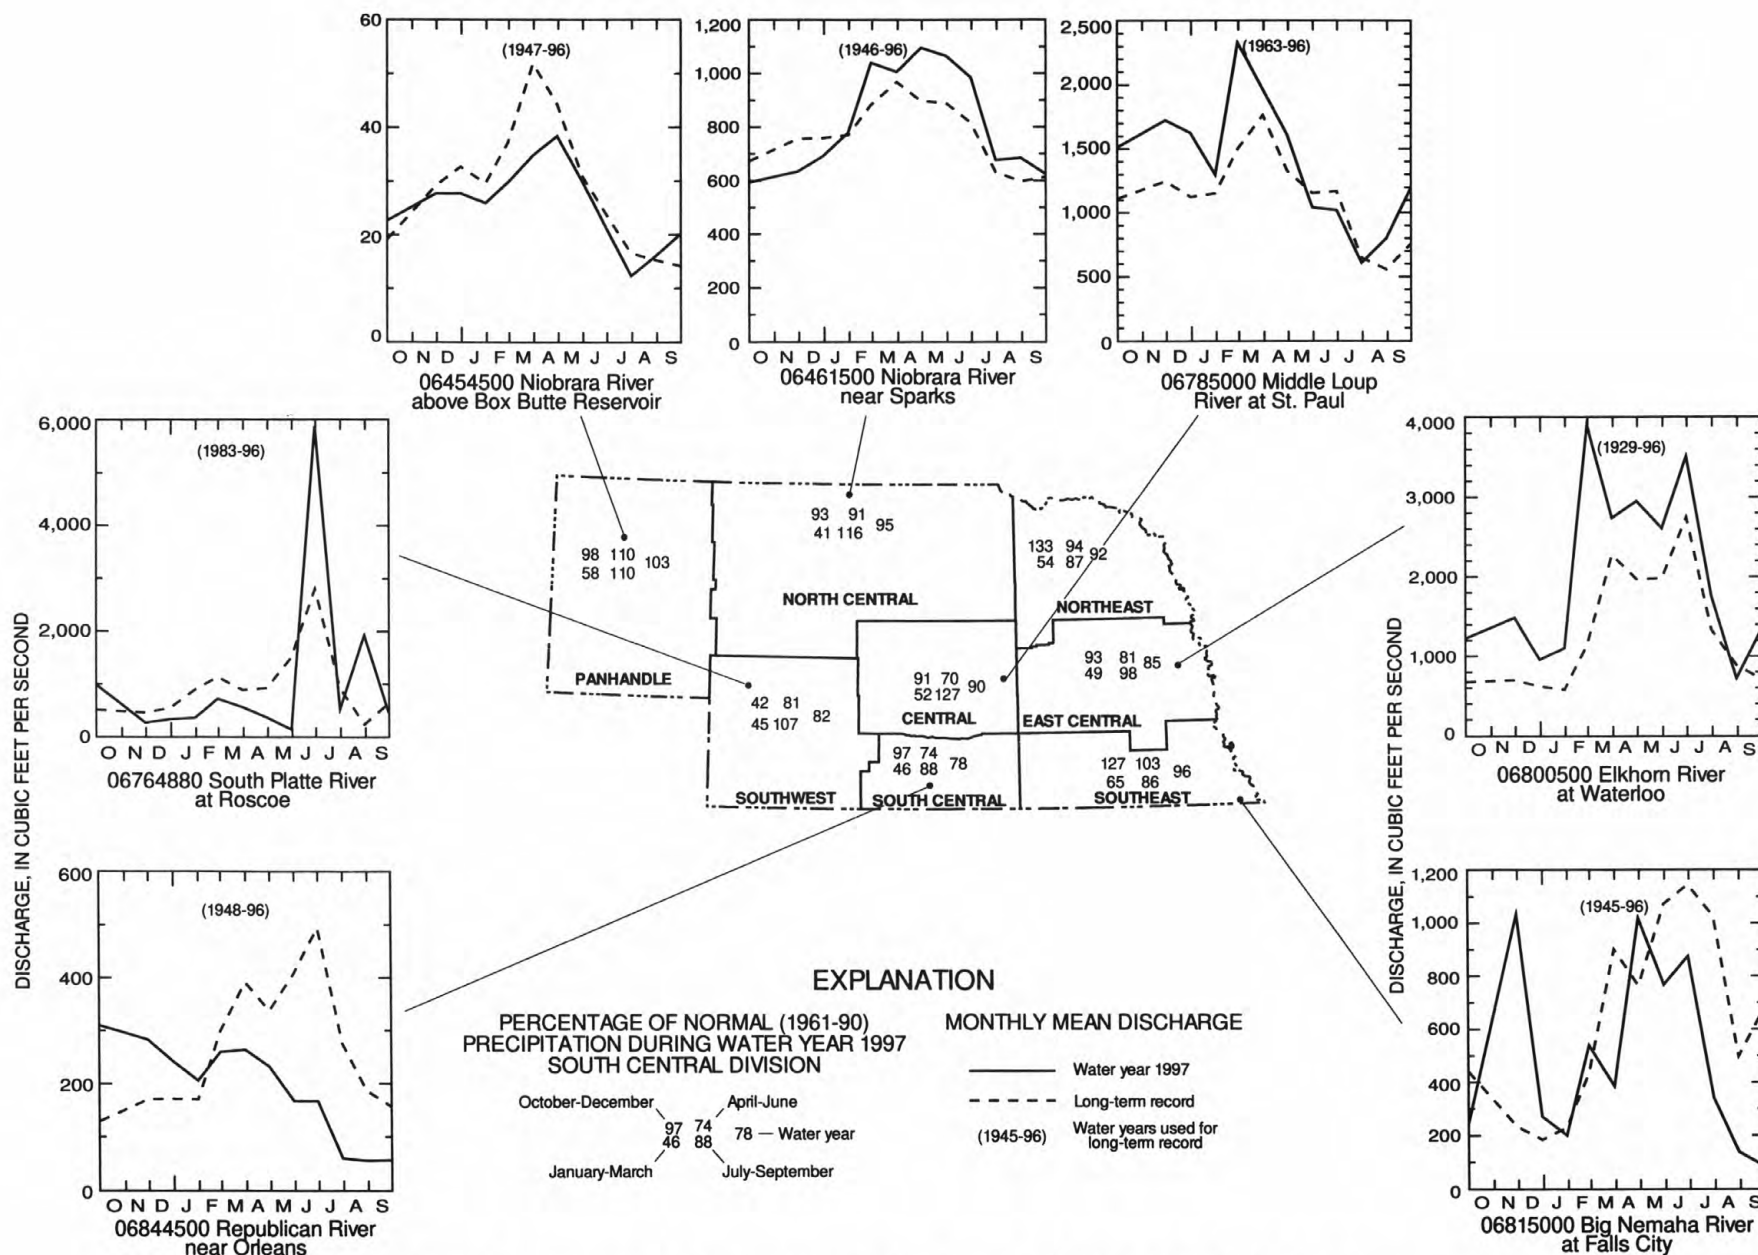 60
40
20
0
(1947-96)
O N D J F M A M J J A S
06454500 Niobrara River
above Box Butte Reservoir
1,200
1,000
800
600
400
200
0
(1946-96)
O N D J F M A M J J A S
06461500 Niobrara River
near Sparks
2,500
2,000
1,500
1,000
500
0
(1963-96)
O N D J F M A M J J A S
06785000 Middle Loup
River at St. Paul
DISCHARGE, IN CUBIC FEET PER SECOND
6,000
4,000
2,000
0
(1983-96)
O N D J F M A M J J A S
06764880 South Platte River
at Roscoe
98 110
58 110
103
PANHANDLE
93 91
41 116
95
NORTH CENTRAL
133 94
54 87
92
NORTHEAST
42 81
45 107
82
SOUTHWEST
91 70
52 127
90
CENTRAL
93 81
49 98
85
EAST CENTRAL
97 74
46 88
78
SOUTH CENTRAL
127 103
65 86
96
SOUTHEAST
DISCHARGE, IN CUBIC FEET PER SECOND
4,000
3,000
2,000
1,000
0
(1929-96)
O N D J F M A M J J A S
06800500 Elkhorn River
at Waterloo
600
400
200
0
(1948-96)
O N D J F M A M J J A S
06844500 Republican River
near Orleans
EXPLANATION
PERCENTAGE OF NORMAL (1961-90)
PRECIPITATION DURING WATER YEAR 1997
SOUTH CENTRAL DIVISION
October-December
April-June
97 74
46 88
78 — Water year
January-March
July-September
MONTHLY MEAN DISCHARGE
Water year 1997
Long-term record
(1945-96)
Water years used for
long-term record
1,200
1,000
800
600
400
200
0
(1945-96)
O N D J F M A M J J A S
06815000 Big Nemaha River
at Falls City